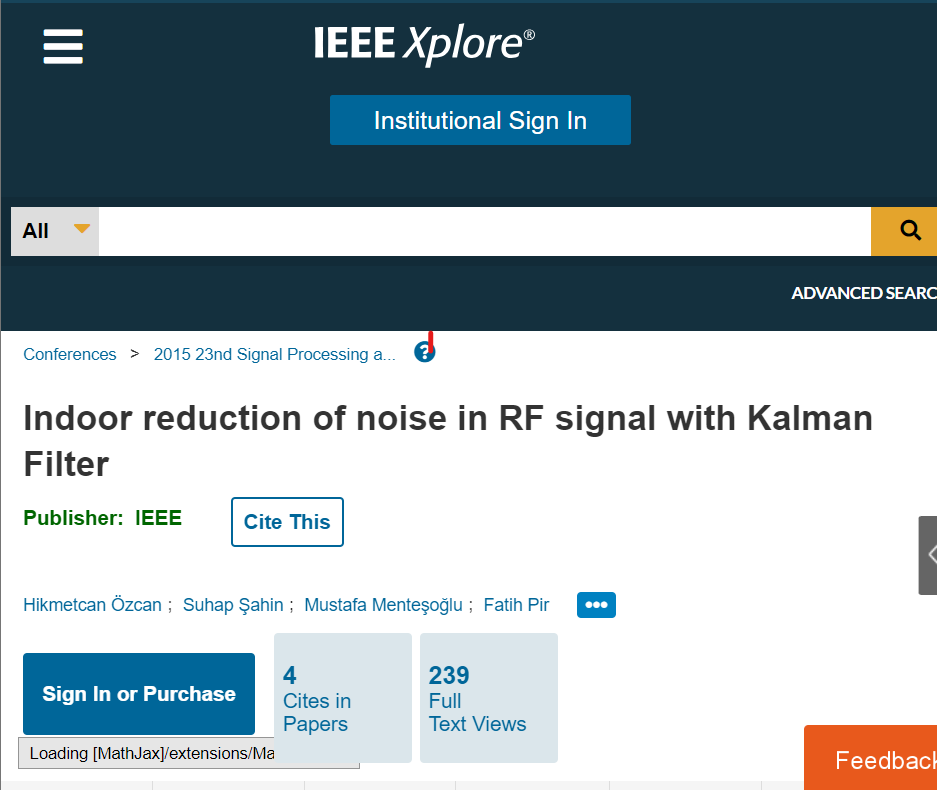 IEEE Xplore®
Institutional Sign In
All
ADVANCED SEARC
Conferences > 2015 23nd Signal Processing a... ?
Indoor reduction of noise in RF signal with Kalman
Filter
Publisher: IEEE
Cite This
Hikmetcan Özcan ; Suhap Şahin ; Mustafa Menteşoğlu ; Fatih Pir
Sign In or Purchase
4
Cites in
Papers
239
Full
Text Views
Loading [MathJax]/extensions/Ma
Feedback